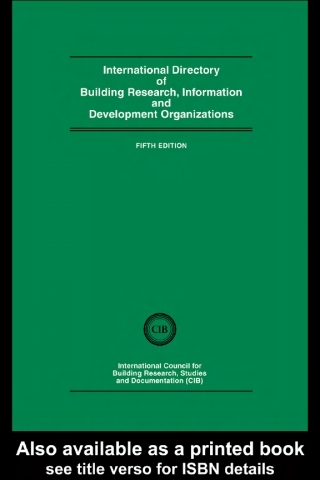 International Directory
of
Building Research, Information
and
Development Organizations
FIFTH EDITION
CIB
International Council for
Building Research, Studies
and Documentation (CIB)
Also available as a printed book
see title verso for ISBN details